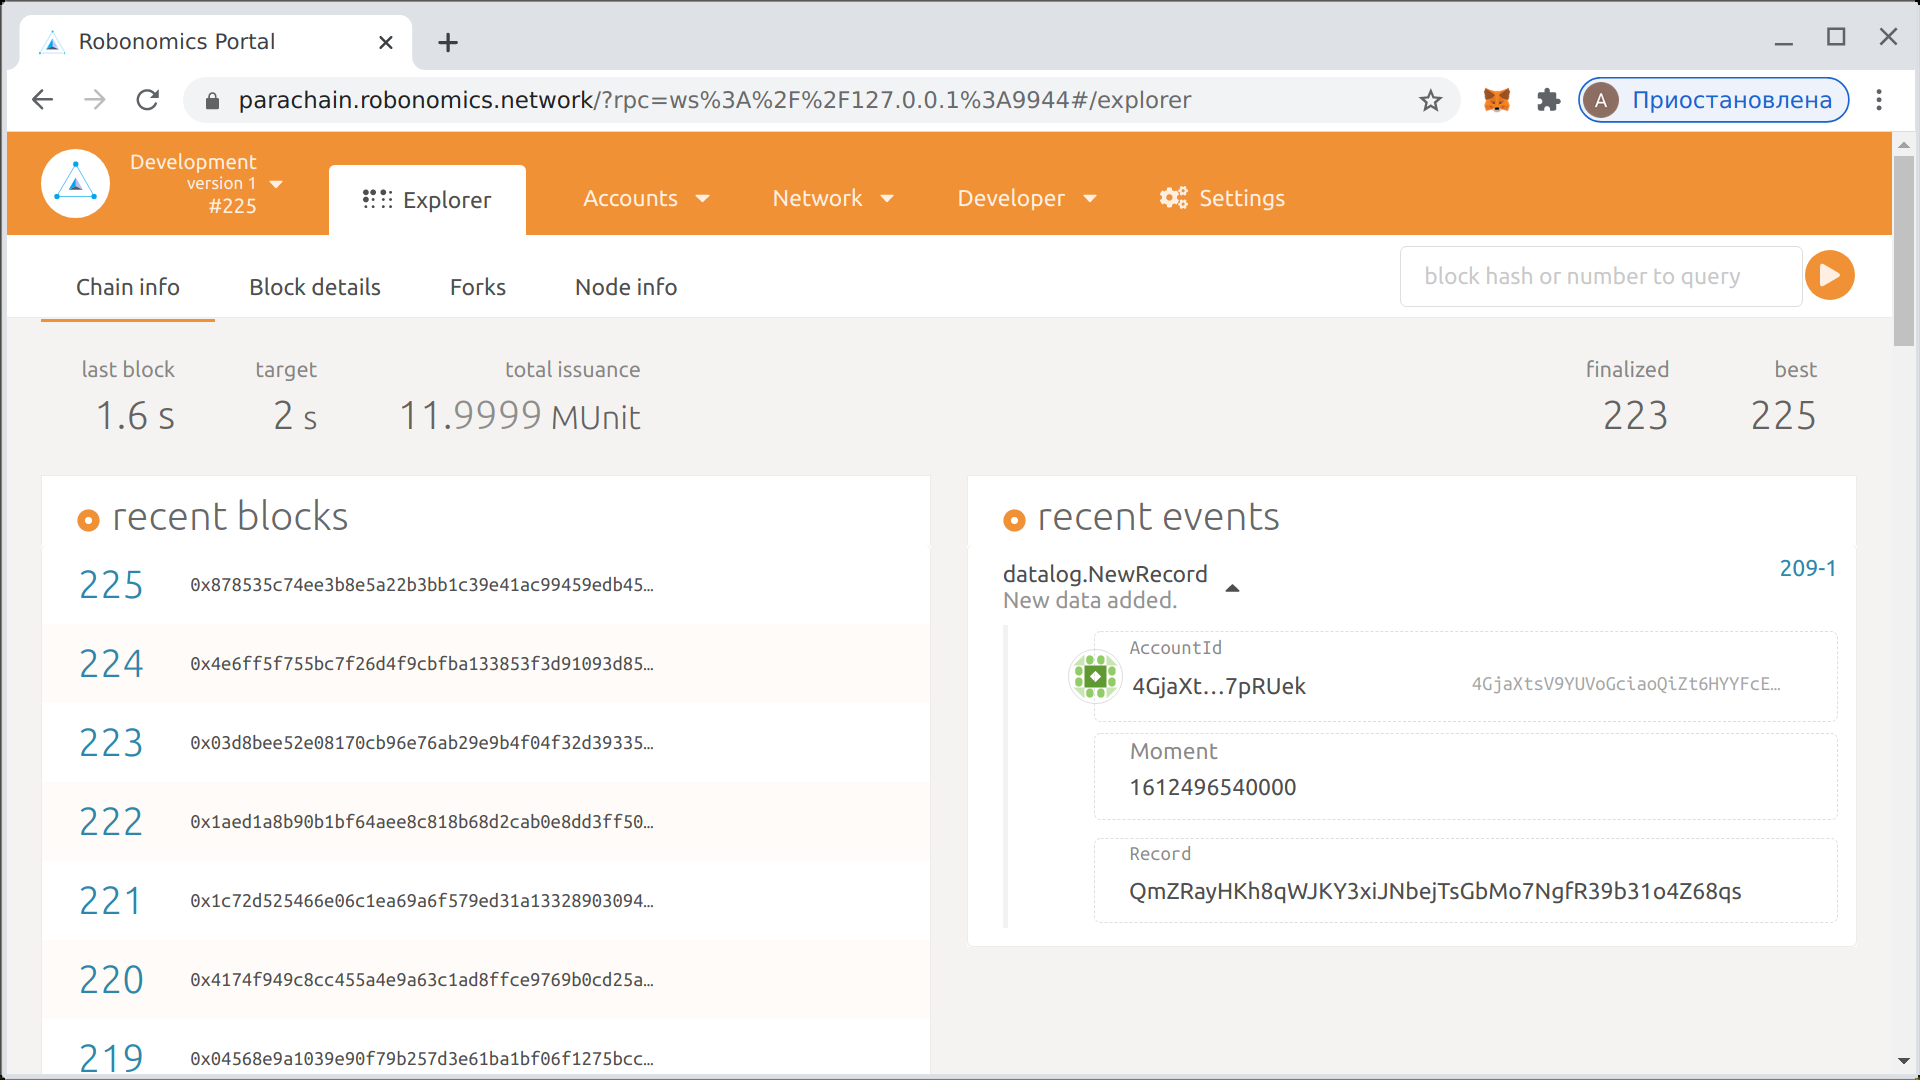 Robonomics Portal
parachain.robonomics.network/?rpc=ws%3A%2F%2F127.0.0.1%3A9944#/explorer
A Приостановлена
Development
version 1
#225
Explorer
Accounts
Network
Developer
Settings
Chain info
Block details
Forks
Node info
block hash or number to query
last block
1.6 s
target
2 s
total issuance
11.9999 MUnit
finalized
223
best
225
recent blocks
225 0x878535c74ee3b8e5a22b3bb1c39e41ac99459edb45…
224 0x4e6ff5f755bc7f26d4f9cbfba133853f3d91093d85…
223 0x03d8bee52e08170cb96e76ab29e9b4f04f32d39335…
222 0x1aed1a8b90b1bf64aee8c818b68d2cab0e8dd3ff50…
221 0x1c72d525466e06c1ea69a6f579ed31a13328903094…
220 0x4174f949c8cc455a4e9a63c1ad8ffce9769b0cd25a…
219 0x04568e9a1039e90f79b257d3e61ba1bf06f1275bcc…
recent events
datalog.NewRecord
New data added.
209-1
AccountId
4GjaXt…7pRUek
4GjaXtsV9YUVoGciaoQiZt6HYYFcE…
Moment
1612496540000
Record
QmZRayHKh8qWJKY3xiJNbejTsGbMo7NgfR39b31o4Z68qs